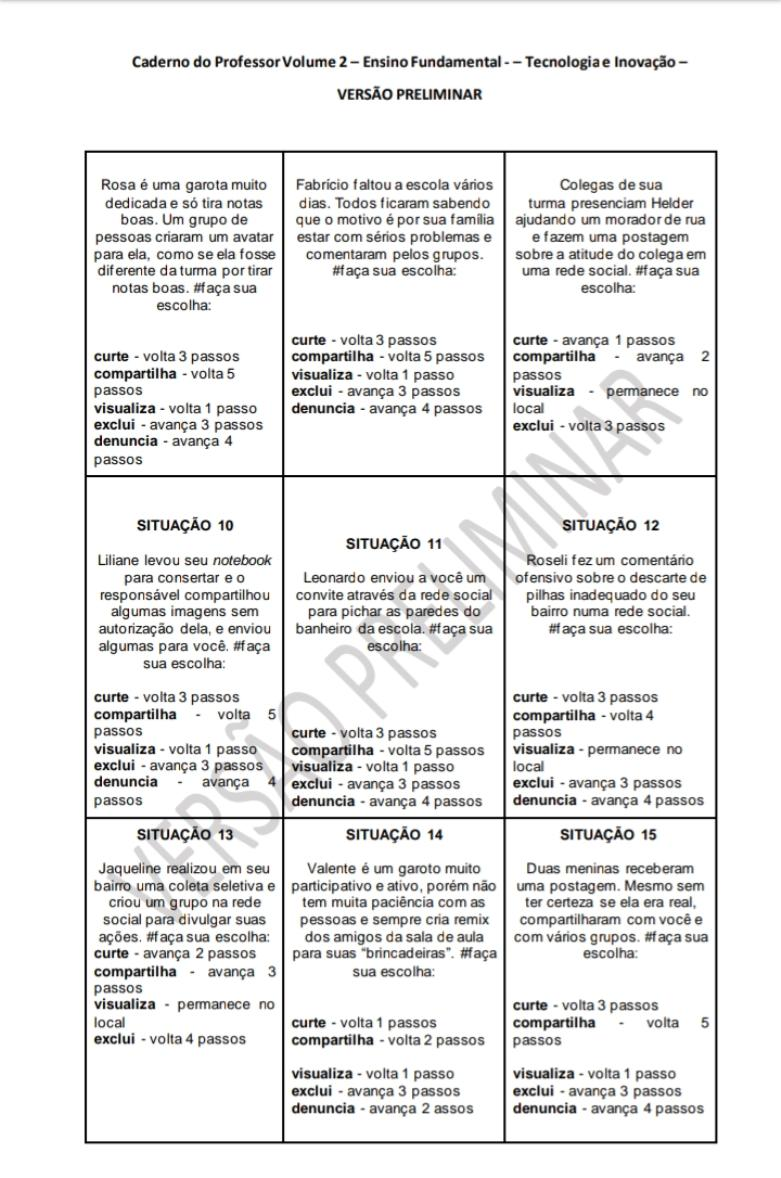 Caderno do Professor Volume 2 – Ensino Fundamental - – Tecnologia e Inovação –
VERSÃO PRELIMINAR
Rosa é uma garota muito
dedicada e só tira notas
boas. Um grupo de
pessoas criaram um avatar
para ela, como se ela fosse
diferente da turma por tirar
notas boas. #faça sua
escolha:
curte - volta 3 passos
compartilha - volta 5
passos
visualiza - volta 1 passo
exclui - avança 3 passos
denuncia - avança 4
passos
Fabrício faltou a escola vários
dias. Todos ficaram sabendo
que o motivo é por sua família
estar com sérios problemas e
comentaram pelos grupos.
#faça sua escolha:
curte - volta 3 passos
compartilha - volta 5 passos
visualiza - volta 1 passo
exclui - avança 3 passos
denuncia - avança 4 passos
Colegas de sua
turma presenciam Helder
ajudando um morador de rua
e fazem uma postagem
sobre a atitude do colega em
uma rede social. #faça sua
escolha:
curte - avança 1 passos
compartilha - avança 2
passos
visualiza - permanece no
local
exclui - volta 3 passos
SITUAÇÃO 10
Liliane levou seu notebook
para consertar e o
responsável compartilhou
algumas imagens sem
autorização dela, e enviou
algumas para você. #faça
sua escolha:
curte - volta 3 passos
compartilha - volta 5
passos
visualiza - volta 1 passo
exclui - avança 3 passos
denuncia - avança 4
passos
SITUAÇÃO 11
Leonardo enviou a você um
convite através da rede social
para pichar as paredes do
banheiro da escola. #faça sua
escolha:
curte - volta 3 passos
compartilha - volta 5 passos
visualiza - volta 1 passo
exclui - avança 3 passos
denuncia - avança 4 passos
SITUAÇÃO 12
Roseli fez um comentário
ofensivo sobre o descarte de
pilhas inadequado do seu
bairro numa rede social.
#faça sua escolha:
curte - volta 3 passos
compartilha - volta 4
passos
visualiza - permanece no
local
exclui - avança 3 passos
denuncia - avança 4 passos
SITUAÇÃO 13
Jaqueline realizou em seu
bairro uma coleta seletiva e
criou um grupo na rede
social para divulgar suas
ações. #faça sua escolha:
curte - avança 2 passos
compartilha - avança 3
passos
visualiza - permanece no
local
exclui - volta 4 passos
SITUAÇÃO 14
Valente é um garoto muito
participativo e ativo, porém não
tem muita paciência com as
pessoas e sempre cria remix
dos amigos da sala de aula
para suas “brincadeiras”. #faça
sua escolha:
curte - volta 1 passos
compartilha - volta 2 passos
visualiza - volta 1 passo
exclui - avança 3 passos
denuncia - avança 2 assos
SITUAÇÃO 15
Duas meninas receberam
uma postagem. Mesmo sem
ter certeza se ela era real,
compartilharam com você e
com vários grupos. #faça sua
escolha:
curte - volta 3 passos
compartilha - volta 5
passos
visualiza - volta 1 passo
exclui - avança 3 passos
denuncia - avança 4 passos
VERSÃO PRELIMINAR